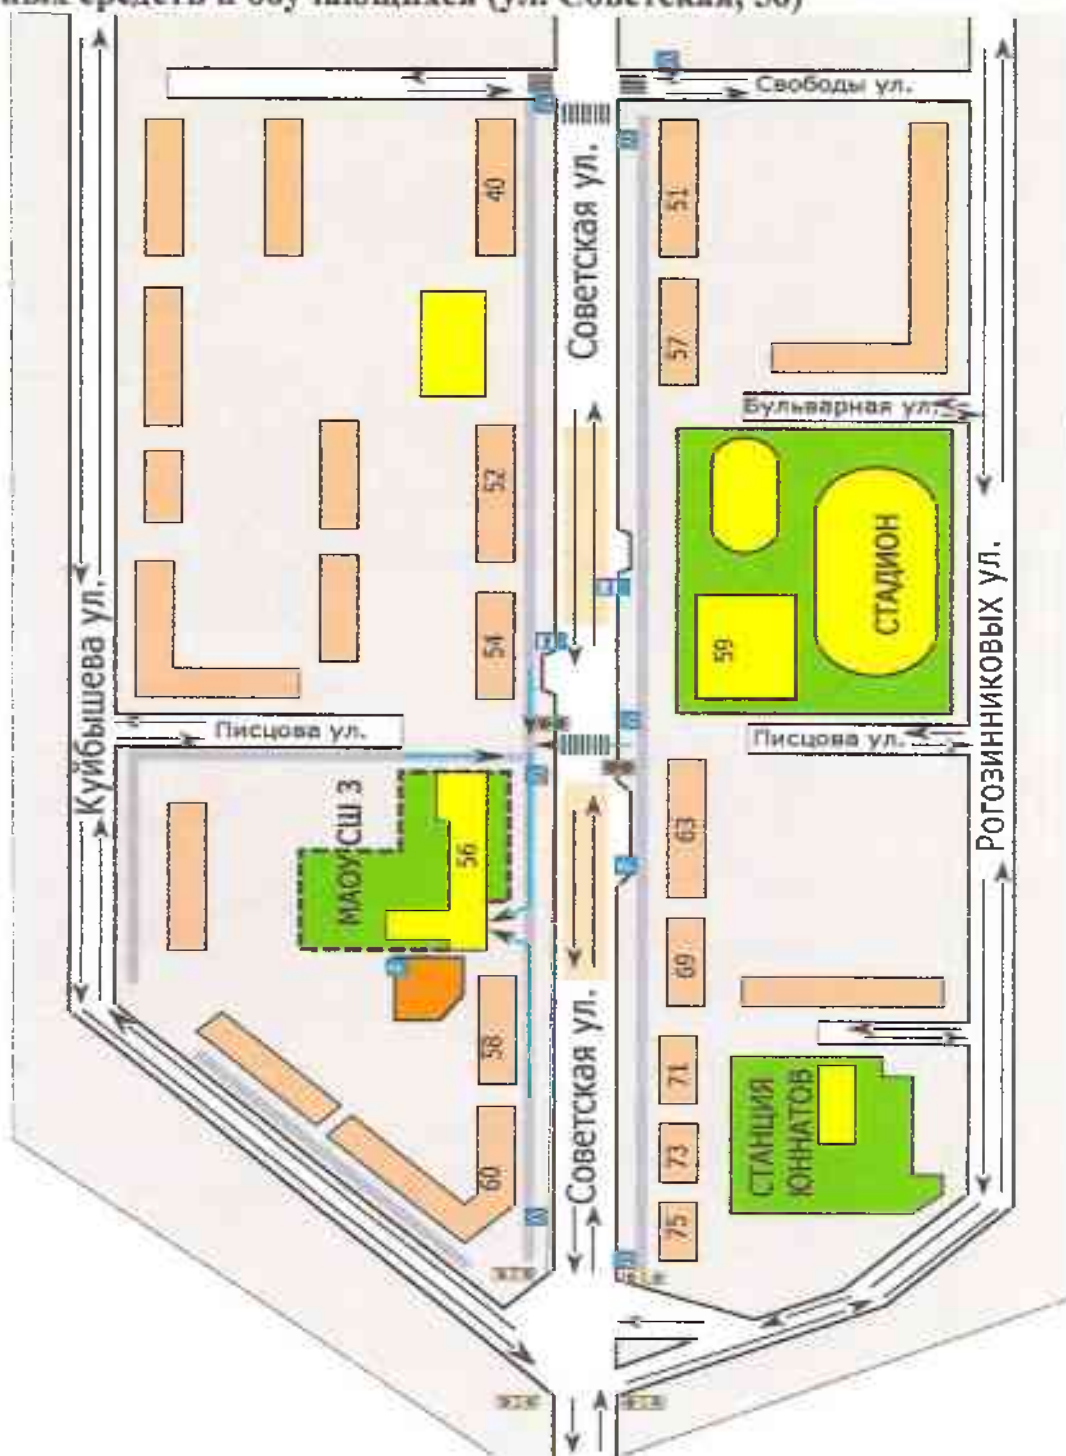 Свободы ул.
40
51
Советская ул.
57
Бульварная ул.
52
СТАДИОН
54
59
Рогозинниковых ул.
Куйбышева ул.
Писцова ул.
Писцова ул.
МАОУ СШ 3
56
63
69
58
Советская ул.
71
СТАНЦИЯ
ЮННАТОВ
60
73
75